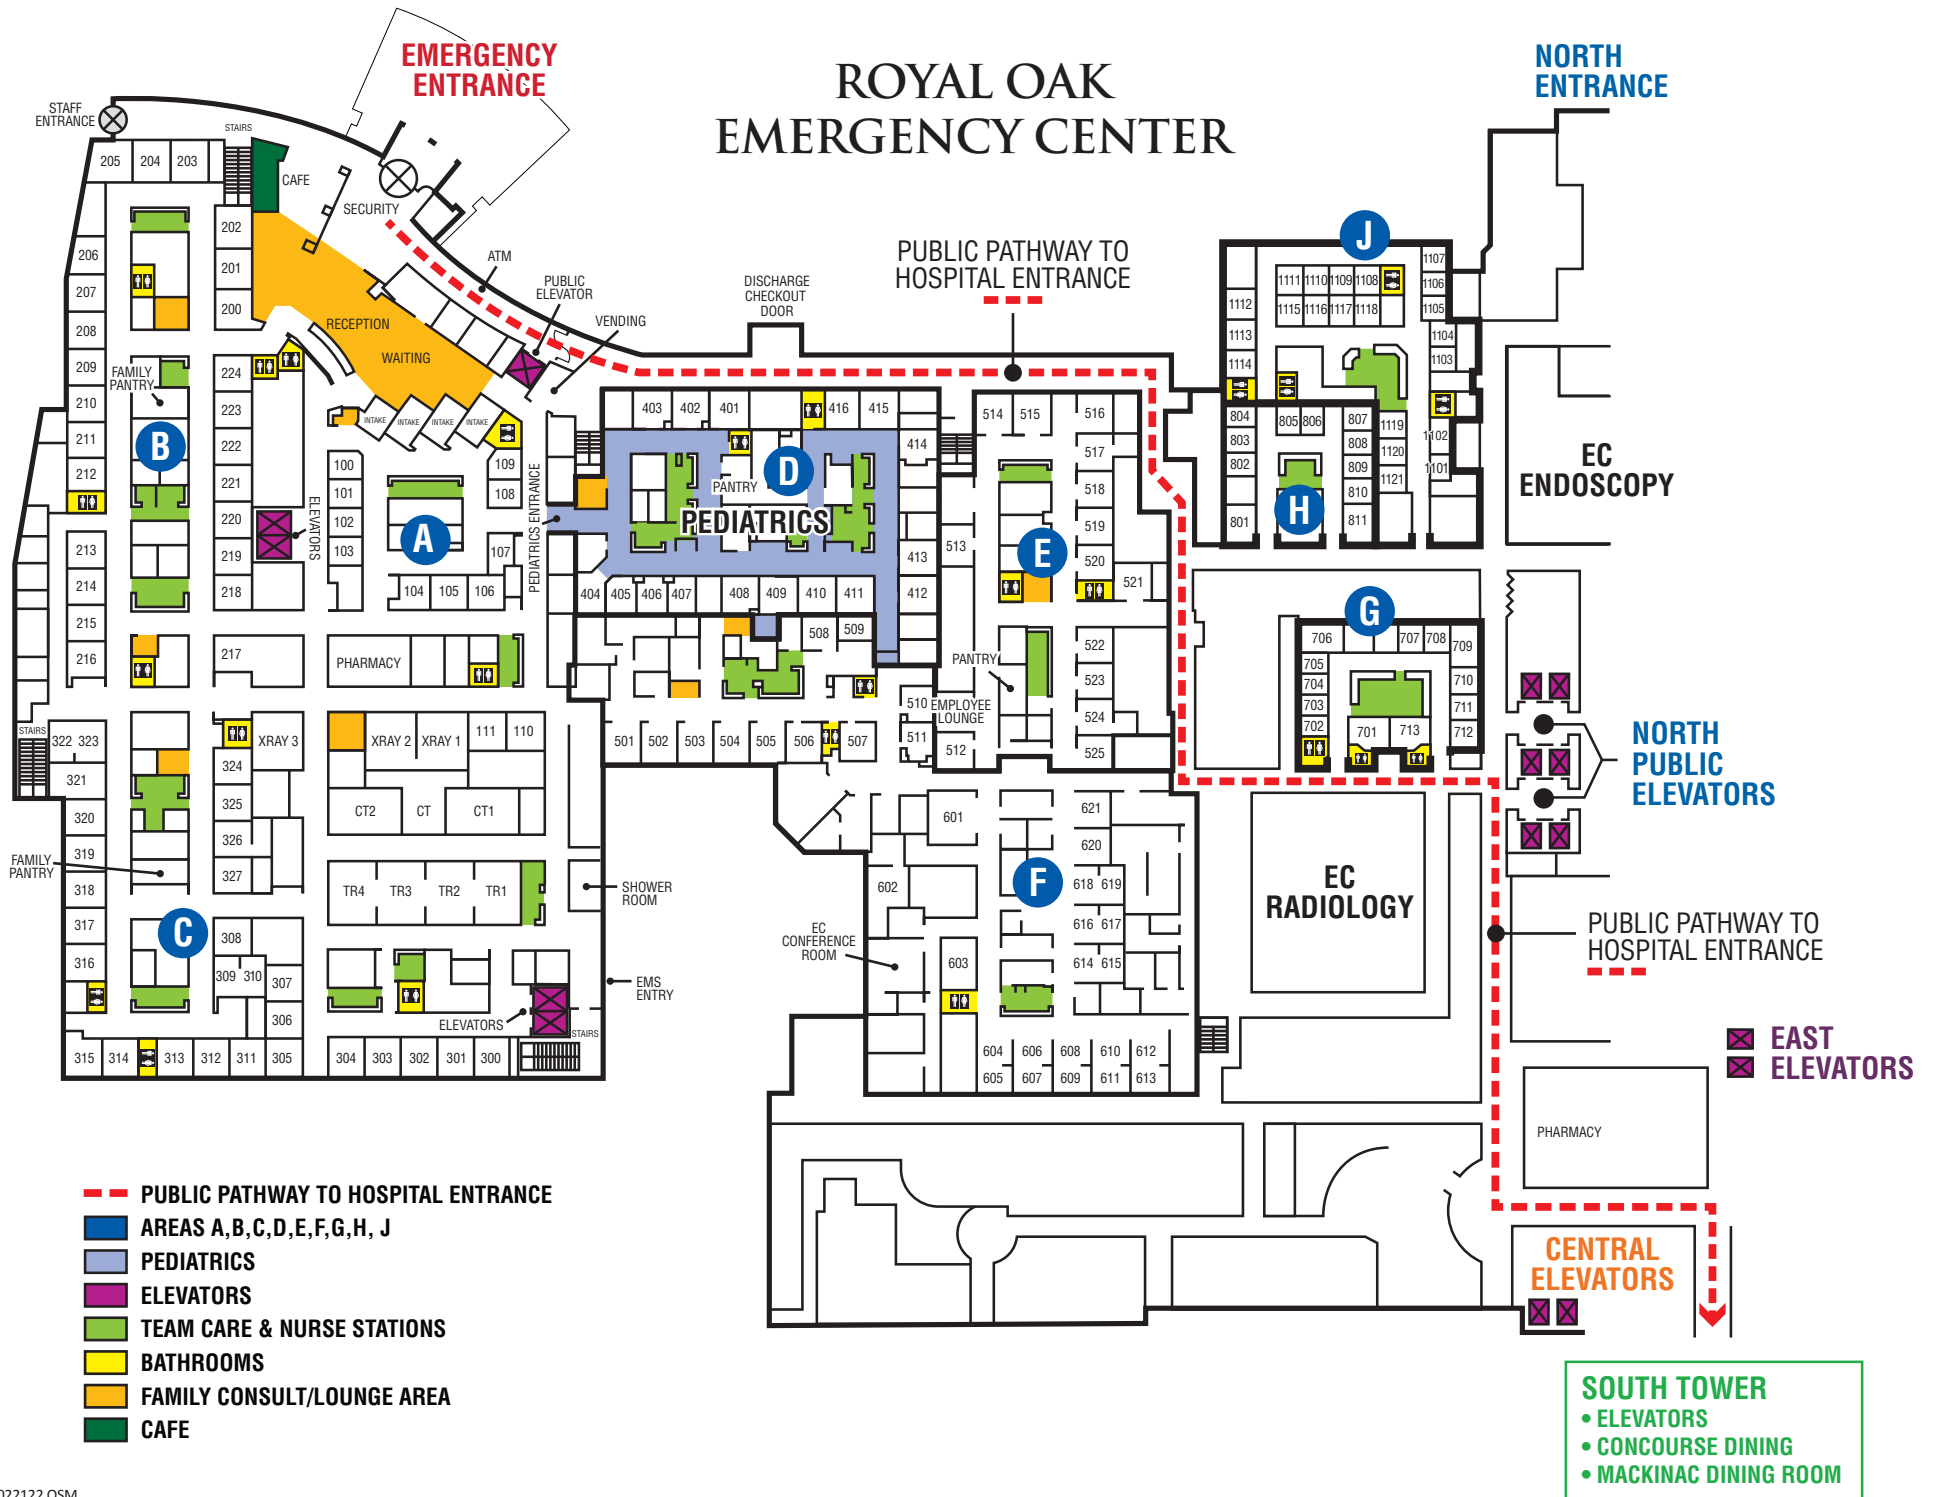 ROYAL OAK
EMERGENCY CENTER
EMERGENCY
ENTRANCE
NORTH
ENTRANCE
STAFF
ENTRANCE
STAIRS
CAFE
SECURITY
ATM
PUBLIC
ELEVATOR
VENDING
DISCHARGE
CHECKOUT
DOOR
PUBLIC PATHWAY TO
HOSPITAL ENTRANCE
RECEPTION
WAITING
INTAKE
INTAKE
INTAKE
INTAKE
205
204
203
202
201
200
206
207
208
209
210
211
212
213
214
215
216
217
224
223
222
221
220
219
218
FAMILY
PANTRY
B
ELEVATORS
100
101
102
103
104
105
106
107
108
109
A
PHARMACY
PEDIATRICS ENTRANCE
403
402
401
416
415
414
413
412
404
405
406
407
408
409
410
411
PANTRY
D
PEDIATRICS
508
509
510
511
512
501
502
503
504
505
506
507
514
515
516
517
518
519
520
521
522
523
524
525
513
E
PANTRY
EMPLOYEE
LOUNGE
J
1107
1106
1105
1104
1103
1102
1101
1111
1110
1109
1108
1115
1116
1117
1118
1112
1113
1114
1119
1120
1121
804
803
802
801
805
806
807
808
809
810
811
H
EC
ENDOSCOPY
G
706
707
708
709
705
704
703
702
701
713
710
711
712
NORTH
PUBLIC
ELEVATORS
STAIRS
322
323
321
320
319
318
317
316
315
314
313
312
311
305
XRAY 3
324
325
326
327
308
309
310
307
306
FAMILY
PANTRY
C
XRAY 2
XRAY 1
111
110
CT2
CT
CT1
TR4
TR3
TR2
TR1
SHOWER
ROOM
EMS
ENTRY
ELEVATORS
STAIRS
304
303
302
301
300
601
602
603
621
620
618
619
616
617
614
615
604
606
608
610
612
605
607
609
611
613
F
EC
CONFERENCE
ROOM
EC
RADIOLOGY
PUBLIC PATHWAY TO
HOSPITAL ENTRANCE
EAST
ELEVATORS
PHARMACY
CENTRAL
ELEVATORS
SOUTH TOWER
• ELEVATORS
• CONCOURSE DINING
• MACKINAC DINING ROOM
PUBLIC PATHWAY TO HOSPITAL ENTRANCE
AREAS A,B,C,D,E,F,G,H, J
PEDIATRICS
ELEVATORS
TEAM CARE & NURSE STATIONS
BATHROOMS
FAMILY CONSULT/LOUNGE AREA
CAFE